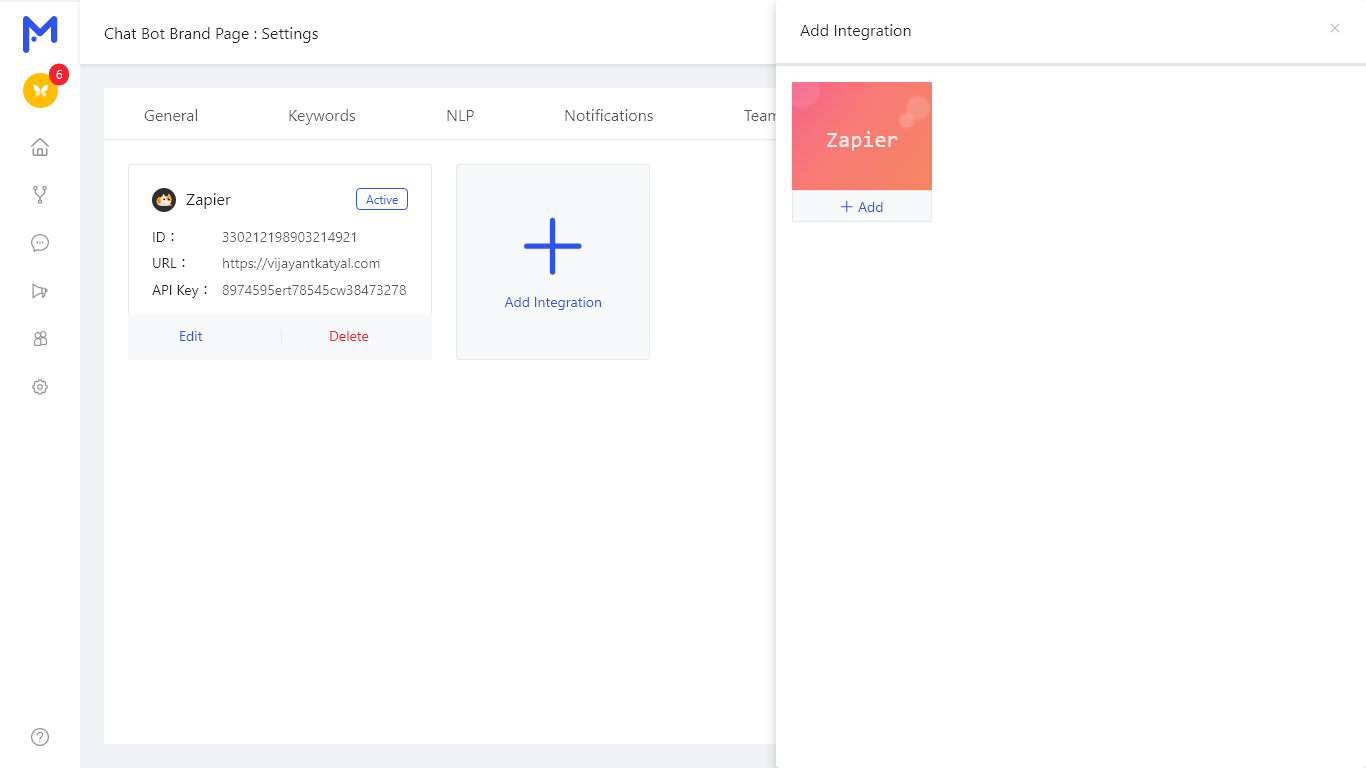 6
Chat Bot Brand Page : Settings
General
Keywords
NLP
Notifications
Team
Zapier
Active
ID : 330212198903214921
URL : https://vijayantkatyal.com
API Key : 8974595ert78545cw38473278
Edit
Delete
Add Integration
Add Integration
Zapier
+ Add